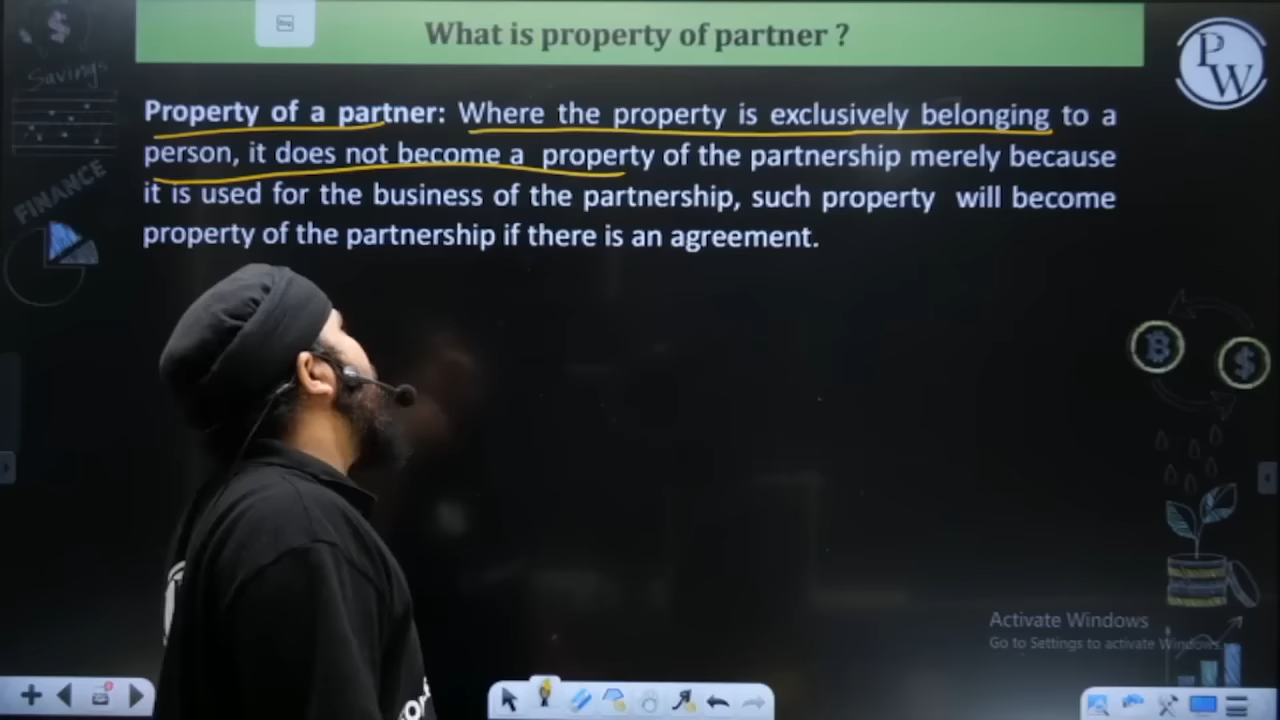 What is property of partner ?
P
W
Savings
FINANCE
Property of a partner: Where the property is exclusively belonging to a
person, it does not become a property of the partnership merely because
it is used for the business of the partnership, such property will become
property of the partnership if there is an agreement.
Activate Windows
Go to Settings to activate Windows.